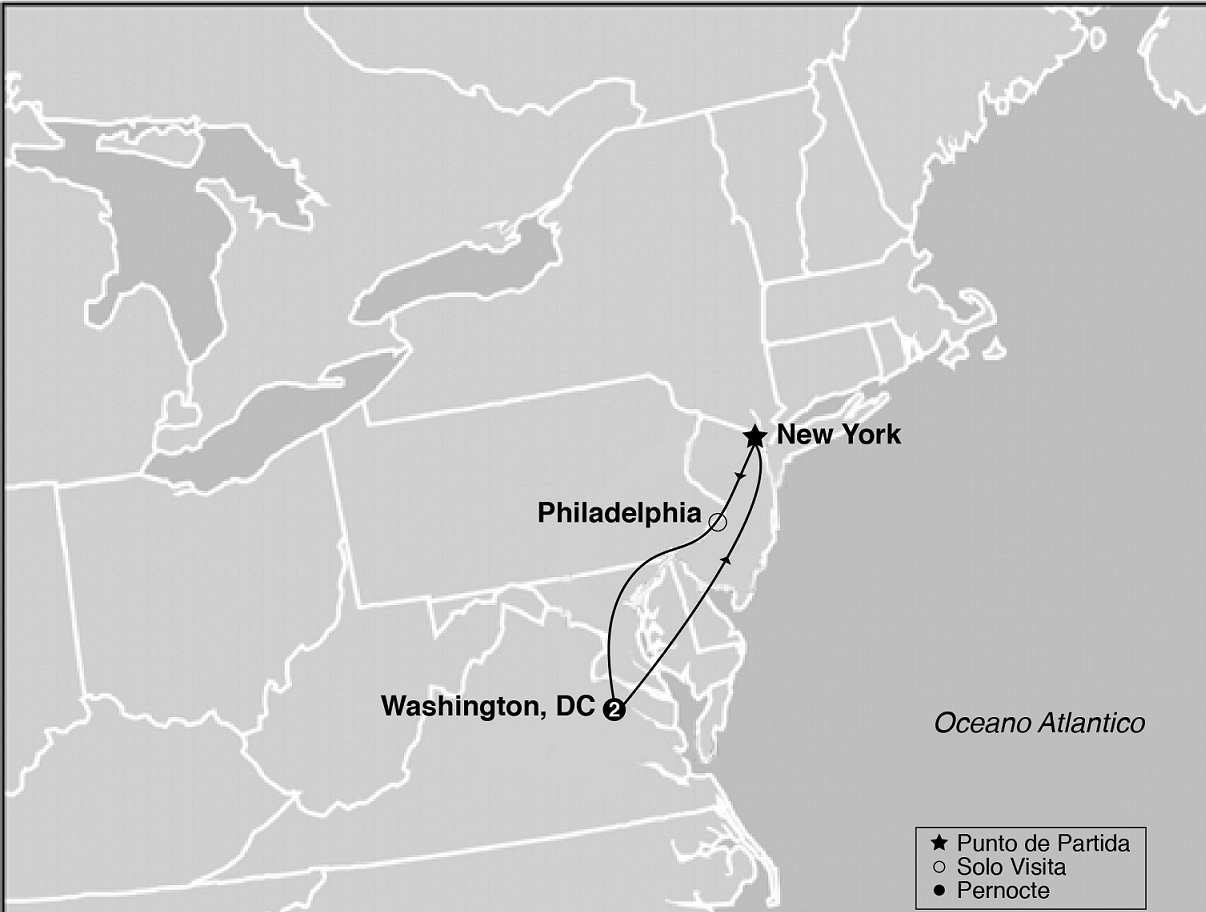 New York
Philadelphia
Washington, DC 2
Oceano Atlantico
Punto de Partida
Solo Visita
Pernocte